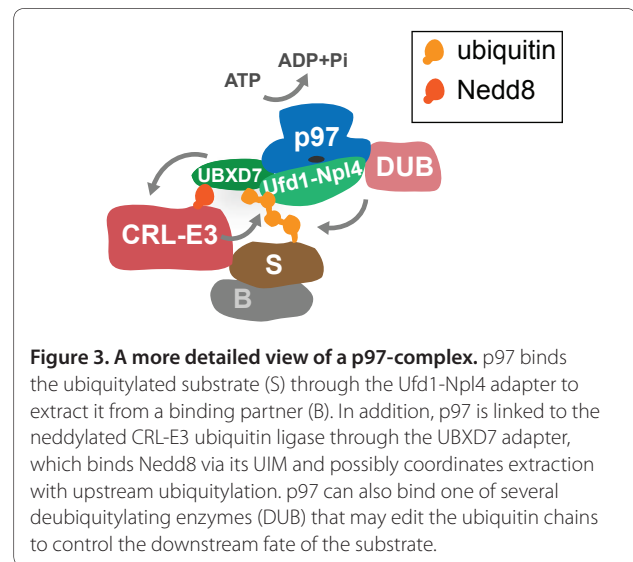 ADP+Pi
ATP
ubiquitin
Nedd8
p97
UBXD7
Ufd1-Npl4
DUB
CRL-E3
S
B
Figure 3. A more detailed view of a p97-complex. p97 binds
the ubiquitylated substrate (S) through the Ufd1-Npl4 adapter to
extract it from a binding partner (B). In addition, p97 is linked to the
neddylated CRL-E3 ubiquitin ligase through the UBXD7 adapter,
which binds Nedd8 via its UIM and possibly coordinates extraction
with upstream ubiquitylation. p97 can also bind one of several
deubiquitylating enzymes (DUB) that may edit the ubiquitin chains
to control the downstream fate of the substrate.